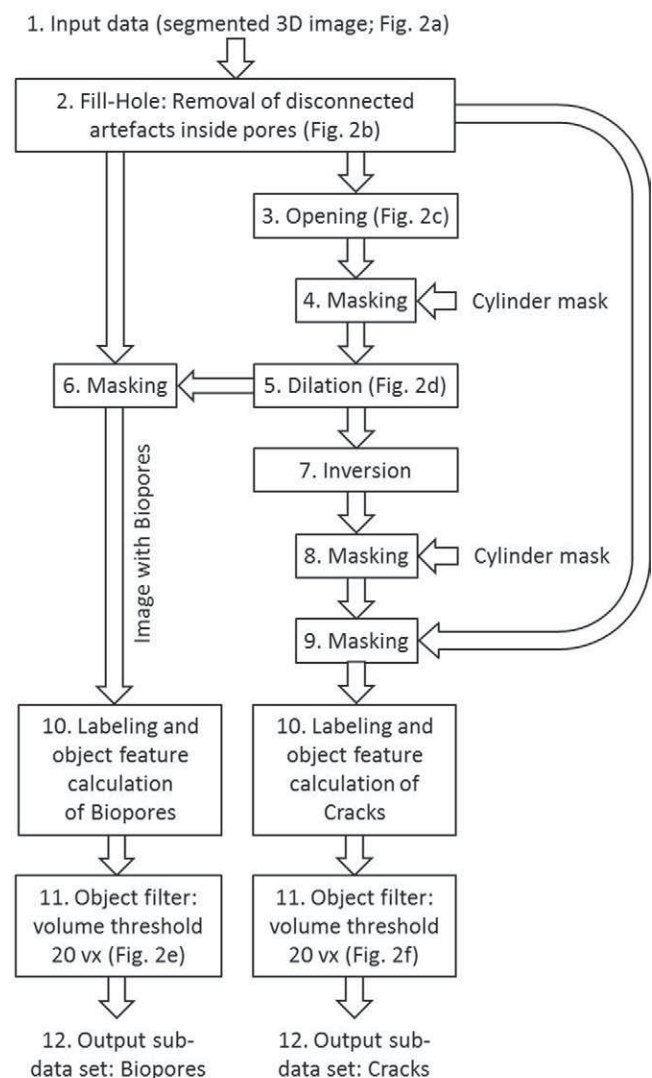 1. Input data (segmented 3D image; Fig. 2a)
2. Fill-Hole: Removal of disconnected
artefacts inside pores (Fig. 2b)
3. Opening (Fig. 2c)
4. Masking
Cylinder mask
6. Masking
5. Dilation (Fig. 2d)
7. Inversion
Image with Biopores
8. Masking
Cylinder mask
9. Masking
10. Labeling and
object feature
calculation
of Biopores
10. Labeling and
object feature
calculation of
Cracks
11. Object filter:
volume threshold
20 vx (Fig. 2e)
11. Object filter:
volume threshold
20 vx (Fig. 2f)
12. Output sub-
data set: Biopores
12. Output sub-
data set: Cracks